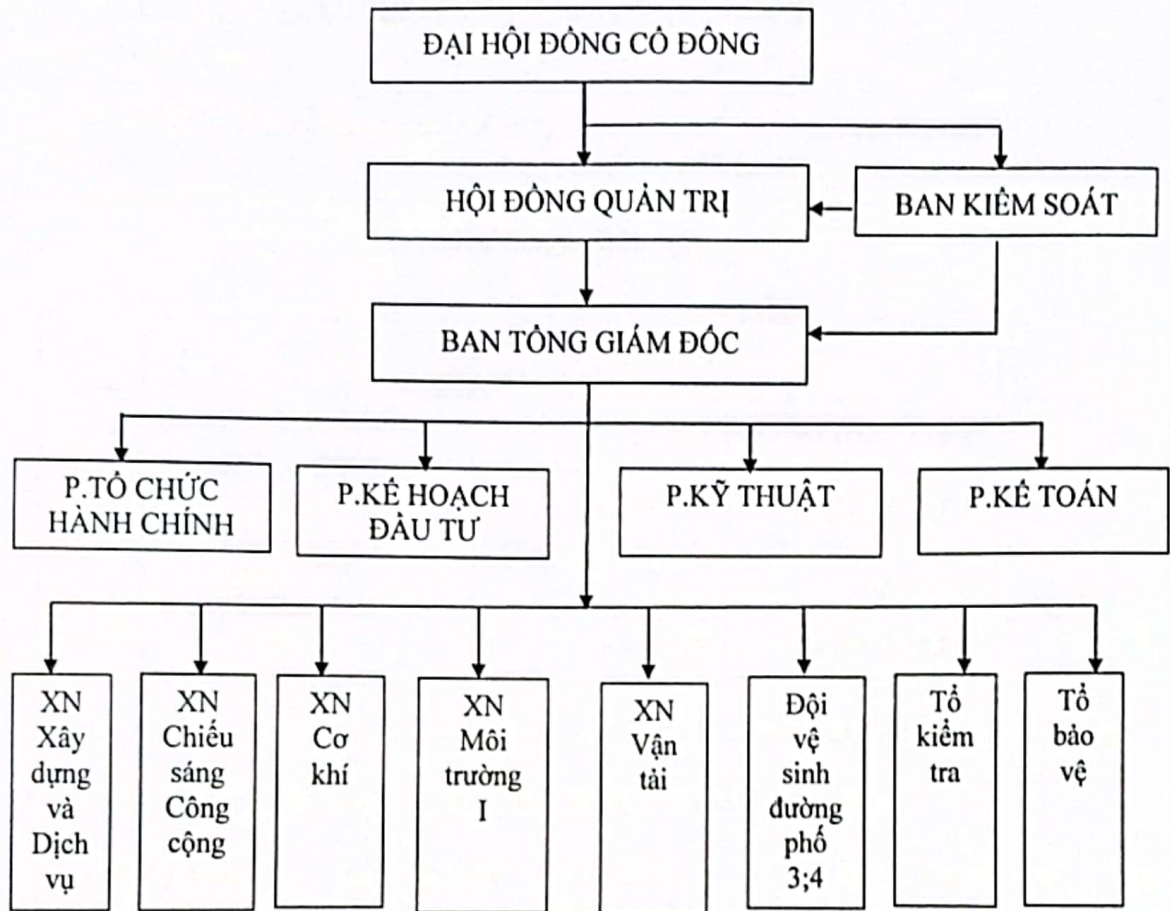 ĐẠI HỘI ĐỒNG CỔ ĐÔNG
HỘI ĐỒNG QUẢN TRỊ
BAN KIỂM SOÁT
BAN TỔNG GIÁM ĐỐC
P.TỔ CHỨC
HÀNH CHÍNH
P.KẾ HOẠCH
ĐẦU TƯ
P.KỸ THUẬT
P.KẾ TOÁN
XN
Xây
dựng
và
Dịch
vụ
XN
Chiếu
sáng
Công
cộng
XN
Cơ
khí
XN
Môi
trường
I
XN
Vận
tải
Đội
vệ
sinh
đường
phố
3;4
Tổ
kiểm
tra
Tổ
bảo
vệ